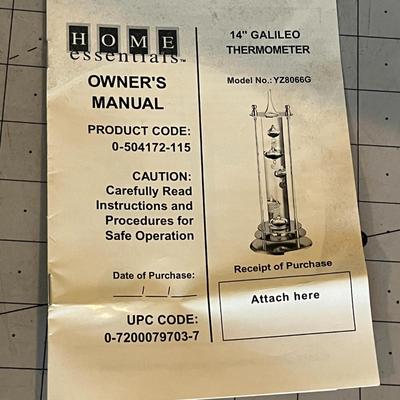 HOME
essentials™
OWNER'S
MANUAL
PRODUCT CODE:
0-504172-115
CAUTION:
Carefully Read
Instructions and
Procedures for
Safe Operation
Date of Purchase:
/ /
UPC CODE:
0-7200079703-7
14" GALILEO
THERMOMETER
Model No.: YZ8066G
Receipt of Purchase
Attach here